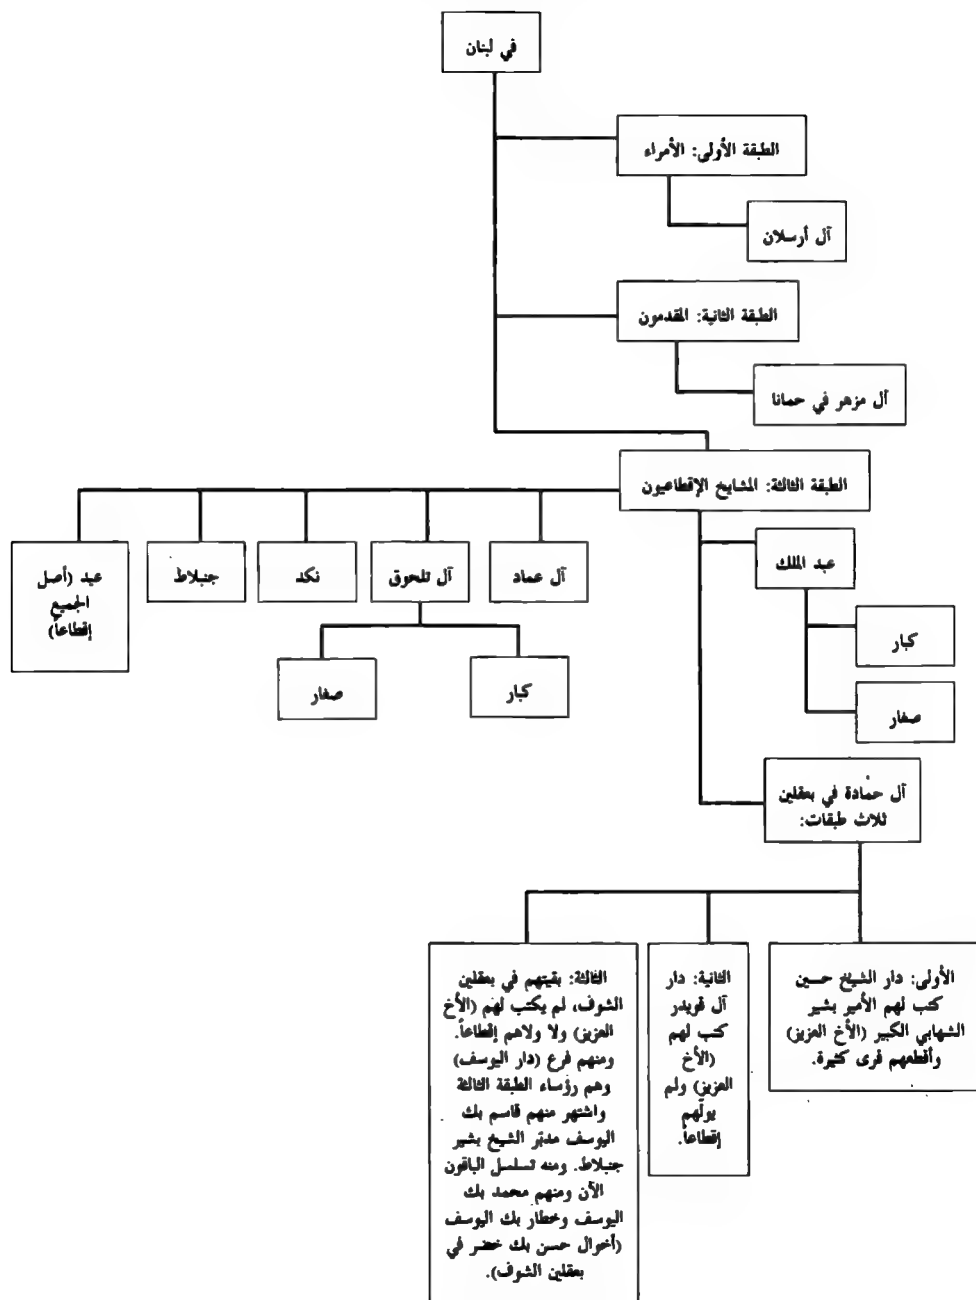 في لبنان
الطبقة الأولى: الأمراء
آل أرسلان
الطبقة الثانية: المقدمون
آل مزهر في حمانا
الطبقة الثالثة: المشايخ الإقطاعيون
عبد الملك
كبار
صغار
آل عماد
آل تلحوق
كبار
صغار
نكد
جنبلاط
عبد (أصل
الجميع
إقطاعاً)
آل حمّادة في بعقلين
ثلاث طبقات:
الأولى: دار الشيخ حسين
كتب لهم الأمير بشير
الشهابي الكبير (الأخ العزيز)
وأقطعهم قرى كثيرة.
الثانية: دار
آل قويدر
كتب لهم
(الأخ
العزيز) ولم
يولّهم
إقطاعاً.
الثالثة: بقيتهم في بعقلين
الشوف، لم يكتب لهم (الأخ
العزيز) ولا ولاهم إقطاعاً.
ومنهم فرع (دار اليوسف)
وهم رؤساء الطبقة الثالثة
واشتهر منهم قاسم بك
اليوسف مدبّر الشيخ بشير
جنبلاط. ومنه تسلسل الباقون
الآن ومنهم محمد بك
اليوسف وخطار بك اليوسف
(أخوال حسن بك خضر في
بعقلين الشوف).